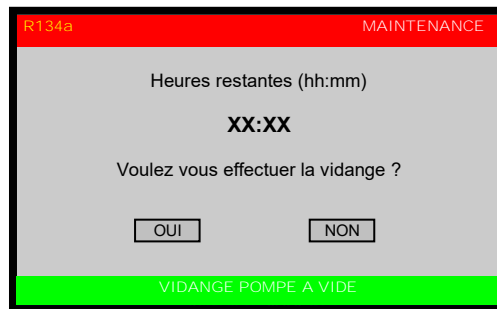 R134a MAINTENANCE
Heures restantes (hh:mm)
XX:XX
Voulez vous effectuer la vidange ?
OUI NON
VIDANGE POMPE A VIDE